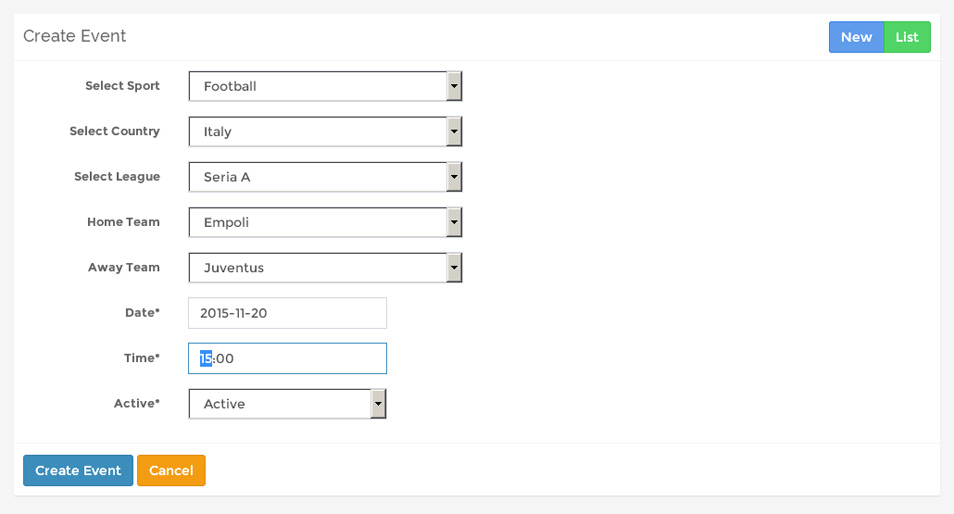 Create Event
New List
Select Sport Football
Select Country Italy
Select League Seria A
Home Team Empoli
Away Team Juventus
Date* 2015-11-20
Time* 15:00
Active* Active
Create Event Cancel